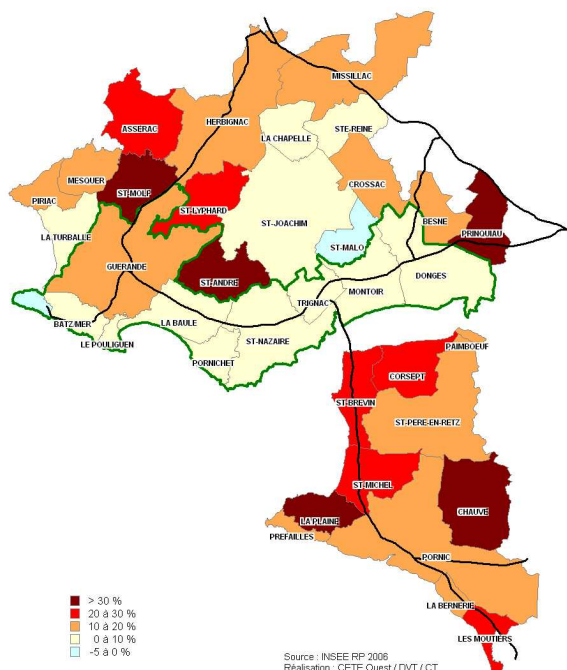 MISSILLAC
HERBIGNAC
ASSERAC
STE-REINE
LA CHAPELLE
MESQUER
CROSSAC
ST-MOLF
PIRIAC
ST-LYPHARD
BESNE
ST-JOACHIM
PRINQUIAU
LA TURBALLE
ST-MALO
GUERANDE
DONGES
ST-ANDRE
MONTOIR
TRIGNAC
BATZ/MER
LA BAULE
LE POULIGUEN
ST-NAZAIRE
PORNICHET
PAIMBOEUF
CORSEPT
ST-BREVIN
ST-PERE-EN-RETZ
ST-MICHEL
CHAUVE
LA PLAINE
PREFAILLES
PORNIC
LA BERNERIE
LES MOUTIERS
> 30 %
20 à 30 %
10 à 20 %
0 à 10 %
-5 à 0 %
Source : INSEE RP 2006
Réalisation : CETE Ouest / DVT / CT